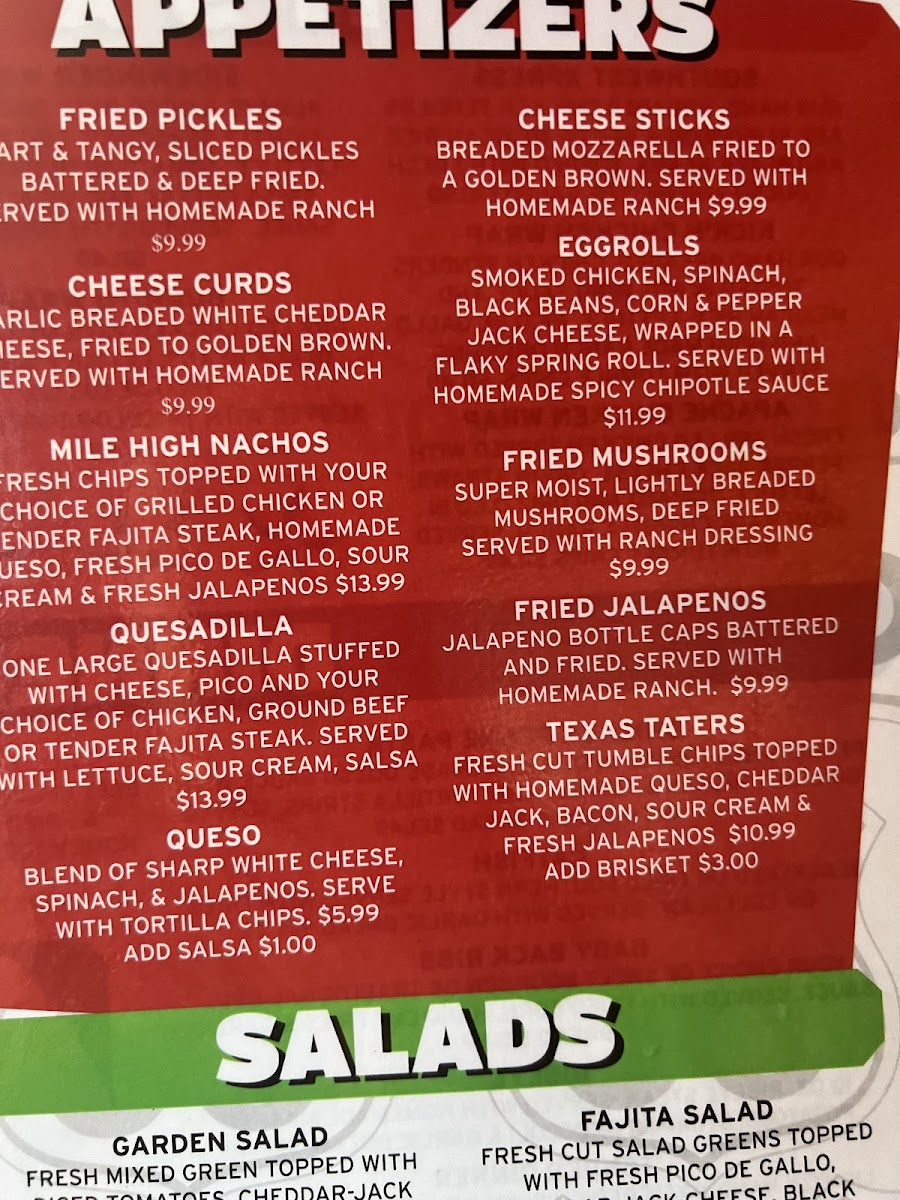 APPETIZERS
FRIED PICKLES
ART & TANGY, SLICED PICKLES
BATTERED & DEEP FRIED.
ERVED WITH HOMEMADE RANCH
$9.99
CHEESE CURDS
ARLIC BREADED WHITE CHEDDAR
HEESE, FRIED TO GOLDEN BROWN.
ERVED WITH HOMEMADE RANCH
$9.99
MILE HIGH NACHOS
FRESH CHIPS TOPPED WITH YOUR
CHOICE OF GRILLED CHICKEN OR
ENDER FAJITA STEAK, HOMEMADE
UESO, FRESH PICO DE GALLO, SOUR
CREAM & FRESH JALAPENOS $13.99
QUESADILLA
ONE LARGE QUESADILLA STUFFED
WITH CHEESE, PICO AND YOUR
CHOICE OF CHICKEN, GROUND BEEF
OR TENDER FAJITA STEAK. SERVED
WITH LETTUCE, SOUR CREAM, SALSA
$13.99
QUESO
BLEND OF SHARP WHITE CHEESE,
SPINACH, & JALAPENOS. SERVE
WITH TORTILLA CHIPS. $5.99
ADD SALSA $1.00
CHEESE STICKS
BREADED MOZZARELLA FRIED TO
A GOLDEN BROWN. SERVED WITH
HOMEMADE RANCH $9.99
EGGROLLS
SMOKED CHICKEN, SPINACH,
BLACK BEANS, CORN & PEPPER
JACK CHEESE, WRAPPED IN A
FLAKY SPRING ROLL. SERVED WITH
HOMEMADE SPICY CHIPOTLE SAUCE
$11.99
FRIED MUSHROOMS
SUPER MOIST, LIGHTLY BREADED
MUSHROOMS, DEEP FRIED
SERVED WITH RANCH DRESSING
$9.99
FRIED JALAPENOS
JALAPENO BOTTLE CAPS BATTERED
AND FRIED. SERVED WITH
HOMEMADE RANCH. $9.99
TEXAS TATERS
FRESH CUT TUMBLE CHIPS TOPPED
WITH HOMEMADE QUESO, CHEDDAR
JACK, BACON, SOUR CREAM &
FRESH JALAPENOS $10.99
ADD BRISKET $3.00
SALADS
GARDEN SALAD
FRESH MIXED GREEN TOPPED WITH
DICED TOMATOES, CHEDDAR-JACK
FAJITA SALAD
FRESH CUT SALAD GREENS TOPPED
WITH FRESH PICO DE GALLO,
JACK CHEESE, BLACK